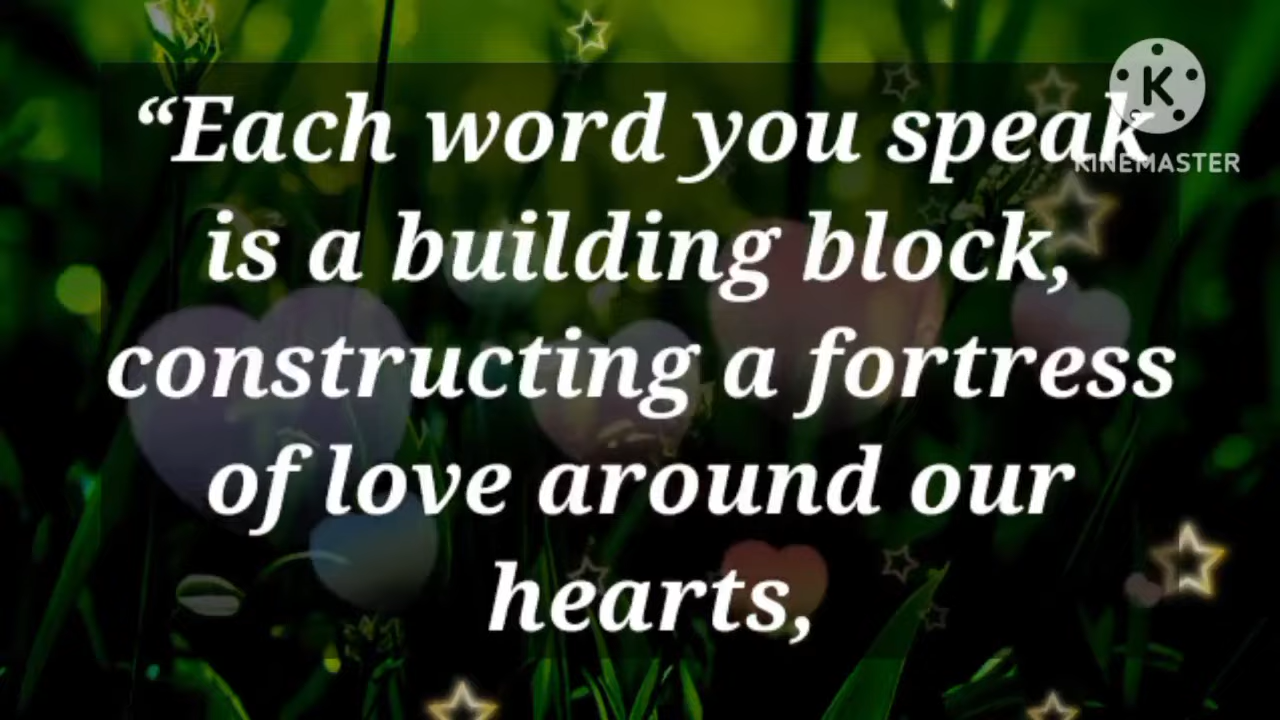 “Each word you speak
is a building block,
constructing a fortress
of love around our
hearts,
K
KINEMASTER